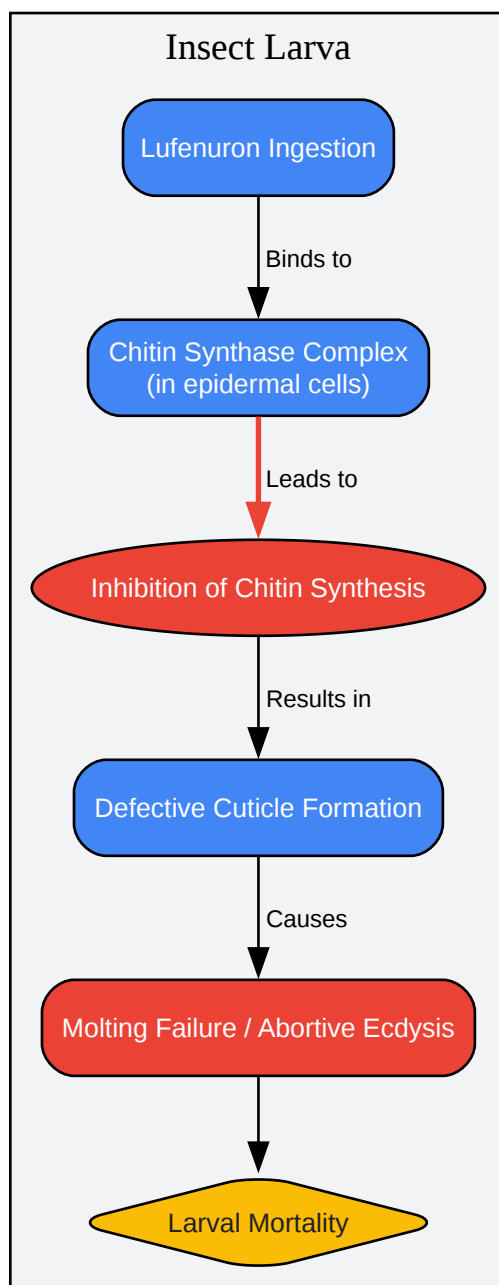 Insect Larva
Lufenuron Ingestion
Binds to
Chitin Synthase Complex
(in epidermal cells)
Leads to
Inhibition of Chitin Synthesis
Results in
Defective Cuticle Formation
Causes
Molting Failure / Abortive Ecdysis
Larval Mortality